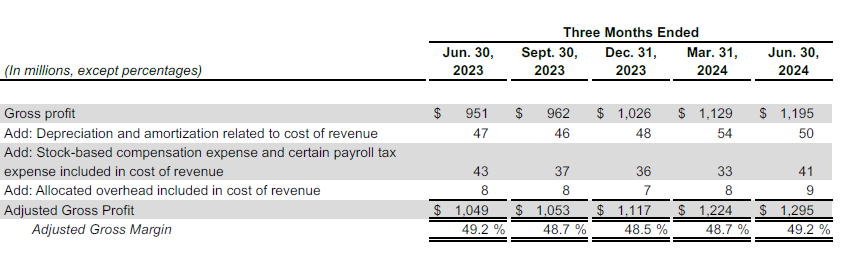 Three Months Ended
(In millions, except percentages) Jun. 30, 2023 Sept. 30, 2023 Dec. 31, 2023 Mar. 31, 2024 Jun. 30, 2024
Gross profit $ 951 $ 962 $ 1,026 $ 1,129 $ 1,195
Add: Depreciation and amortization related to cost of revenue 47 46 48 54 50
Add: Stock-based compensation expense and certain payroll tax
expense included in cost of revenue 43 37 36 33 41
Add: Allocated overhead included in cost of revenue 8 8 7 8 9
Adjusted Gross Profit $ 1,049 $ 1,053 $ 1,117 $ 1,224 $ 1,295
Adjusted Gross Margin 49.2 % 48.7 % 48.5 % 48.7 % 49.2 %